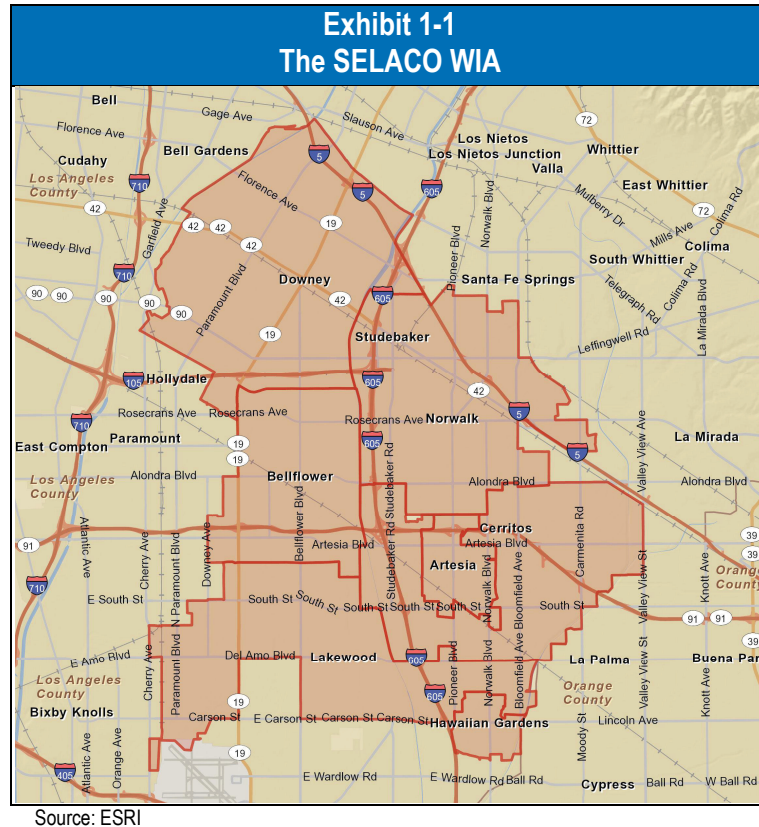 Exhibit 1-1
The SELACO WIA
Bell
Gage Ave
Slauson Ave
72
Florence Ave
Los Nietos
Whittier
Bell Gardens
5
Los Nietos Junction
Cudahy
Valla
Los Angeles
County
710
Florence Ave
5
605
East Whittier
Mulberry Dr
Norwalk Blvd
Colima Rd
42
Garfield Ave
42
42
19
72
Mills Ave
Tweedy Blvd
42
Pioneer Blvd
Colima
South Whittier
710
Downey
Santa Fe Springs
Telegraph Rd
Colima Rd
90
90
90
90
90
Paramount Blvd
42
605
La Mirada Blvd
19
Studebaker
Leffingwell Rd
105
Hollydale
605
42
Rosecrans Ave
Rosecrans Ave
Rosecrans Ave
Norwalk
5
710
East Compton
Paramount
19
605
La Mirada
19
5
Valley View Ave
Alondra Blvd
Bellflower
Studebaker Rd
Alondra Blvd
Alondra Blvd
Los Angeles
County
Bellflower Blvd
Cerritos
Carmenita Rd
39
91
Artesia Blvd
Artesia Blvd
39
Atlantic Ave
Cherry Ave
N Paramount Blvd
Downey Ave
Studebaker Rd
Artesia
Norwalk Blvd
Bloomfield Ave
Valley View St
Knott Ave
Orange
County
710
E South St
South St
South St
South St
South St
South St
South St
91
91
39
E Amo Blvd
Del Amo Blvd
Lakewood
605
La Palma
Buena Par
Los Angeles
County
Cherry Ave
Paramount Blvd
605
Pioneer Blvd
Norwalk Blvd
Bloomfield Ave
Orange
County
Valley View St
Knott Ave
Bixby Knolls
19
Carson St
E Carson St
Carson St
Carson St
Hawaiian Gardens
Moody St
Lincoln Ave
Atlantic Ave
Orange Ave
19
405
E Wardlow Rd
E Wardlow Rd
Ball Rd
Cypress
Ball Rd
W Ball Rd
Source: ESRI